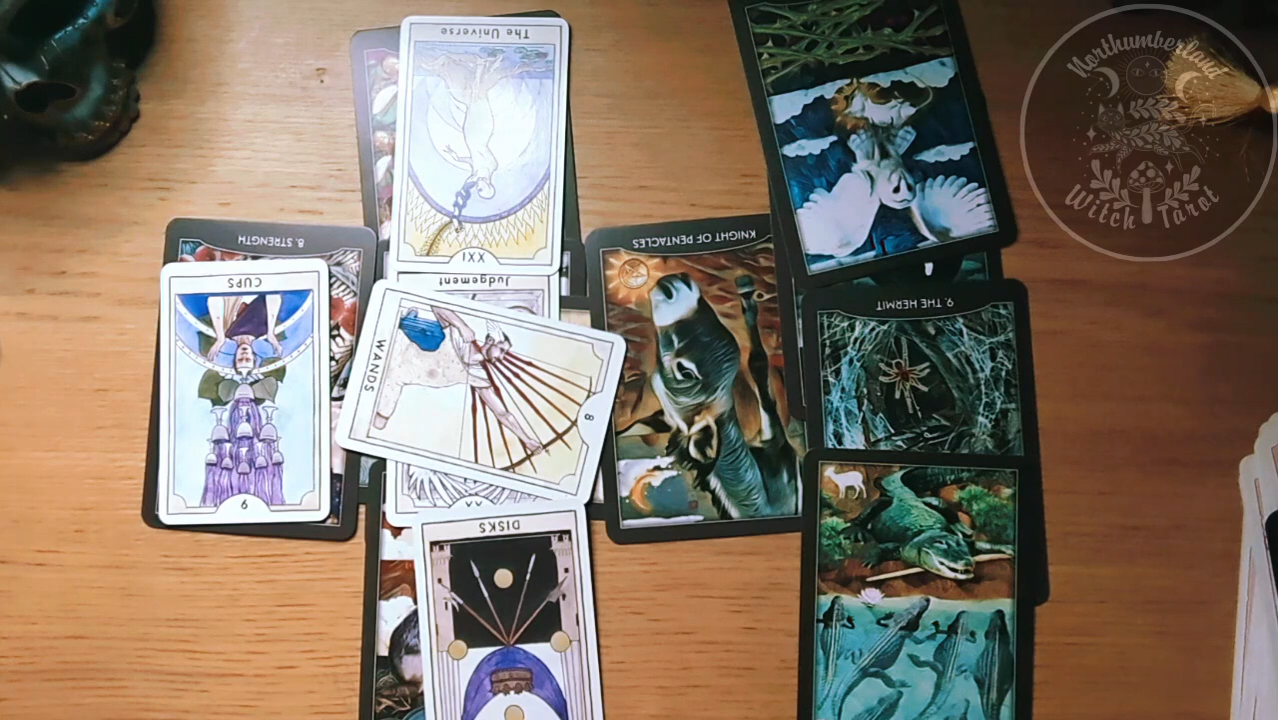 The Universe
XXI
8. STRENGTH
KNIGHT OF PENTACLES
Northumberland
Witch Tarot
CUPS
9
Judgement
XX
WANDS
8
9. THE HERMIT
DISKS